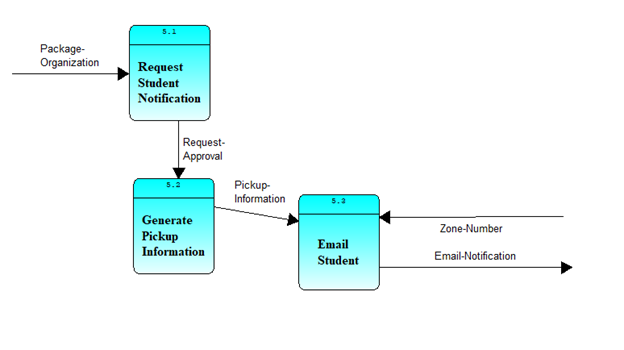 5.1
Package-
Organization
Request
Student
Notification
Request-
Approval
5.2
Generate
Pickup
Information
Pickup-
Information
5.3
Email
Student
Zone-Number
Email-Notification